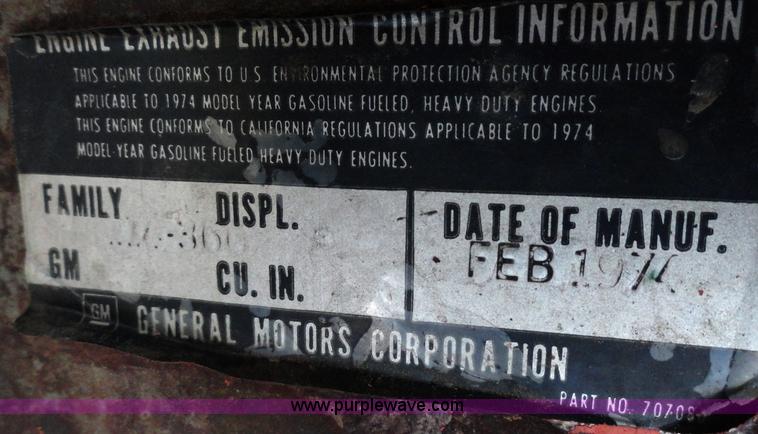 ENGINE EXHAUST EMISSION CONTROL INFORMATION
THIS ENGINE CONFORMS TO U.S. ENVIRONMENTAL PROTECTION AGENCY REGULATIONS
APPLICABLE TO 1974 MODEL YEAR GASOLINE FUELED, HEAVY DUTY ENGINES.
THIS ENGINE CONFORMS TO CALIFORNIA REGULATIONS APPLICABLE TO 1974
MODEL-YEAR GASOLINE FUELED HEAVY DUTY ENGINES.
FAMILY DISPL.
GM CU. IN.
DATE OF MANUF.
FEB 1974
GM GENERAL MOTORS CORPORATION
PART NO.
www.purplewave.com